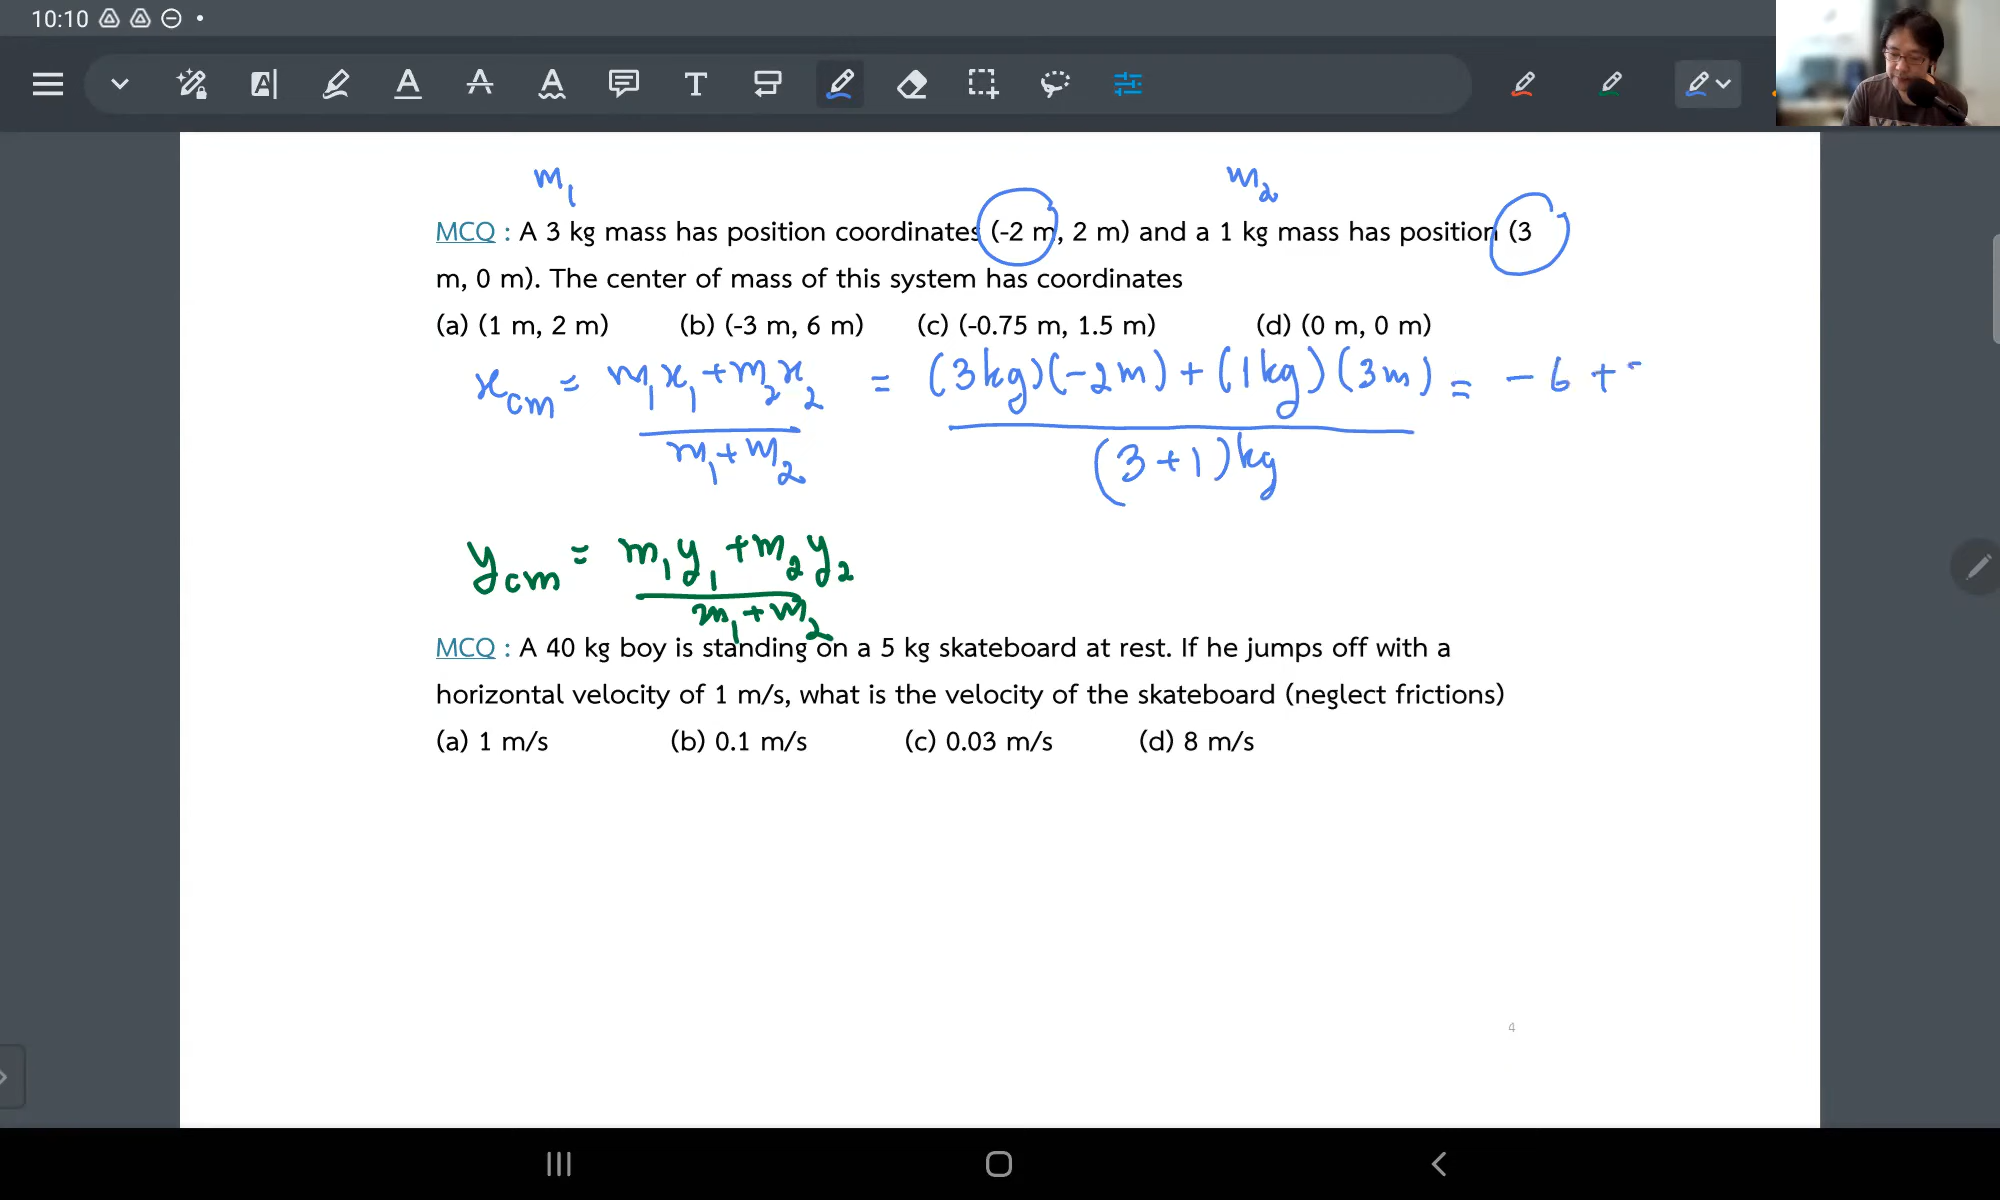 10:10
m₁ m₂
MCQ : A 3 kg mass has position coordinates (-2 m, 2 m) and a 1 kg mass has position (3
m, 0 m). The center of mass of this system has coordinates
(a) (1 m, 2 m) (b) (-3 m, 6 m) (c) (-0.75 m, 1.5 m) (d) (0 m, 0 m)
x_cm = m₁x₁ + m₂x₂ = (3kg)(-2m) + (1kg)(3m) = -6 +
m₁ + m₂ (3+1)kg
y_cm = m₁y₁ + m₂y₂
m₁ + m₂
MCQ : A 40 kg boy is standing on a 5 kg skateboard at rest. If he jumps off with a
horizontal velocity of 1 m/s, what is the velocity of the skateboard (neglect frictions)
(a) 1 m/s (b) 0.1 m/s (c) 0.03 m/s (d) 8 m/s
4